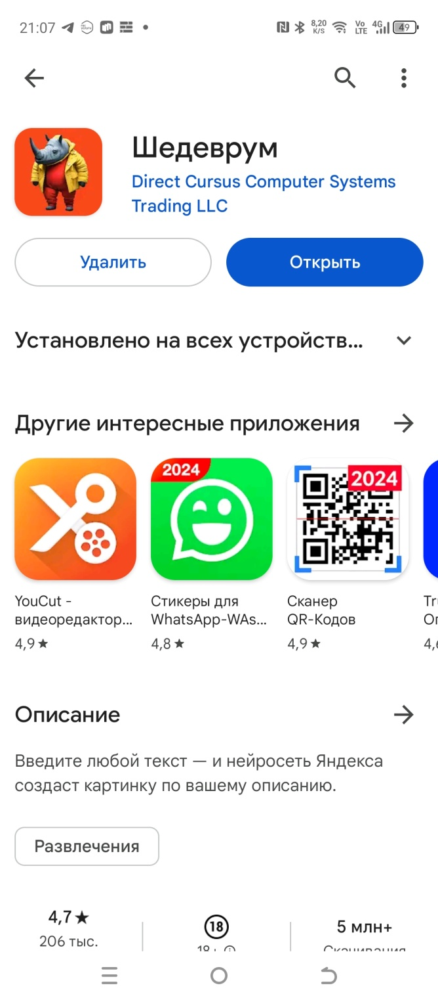 21:07
8,20 K/S
Vo LTE
4G
49
Шедеврум
Direct Cursus Computer Systems
Trading LLC
Удалить
Открыть
Установлено на всех устройств...
Другие интересные приложения
2024
2024
YouCut -
видеоредактор...
4,9★
Стикеры для
WhatsApp-WAs...
4,8★
Сканер
QR-Кодов
4,9★
Описание
Введите любой текст — и нейросеть Яндекса
создаст картинку по вашему описанию.
Развлечения
4,7★
206 тыс.
18
18+
5 млн+
Скачивания